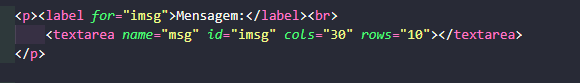 <p><label for="imsg">Mensagem:</label><br>
    <textarea name="msg" id="imsg" cols="30" rows="10"></textarea>
</p>